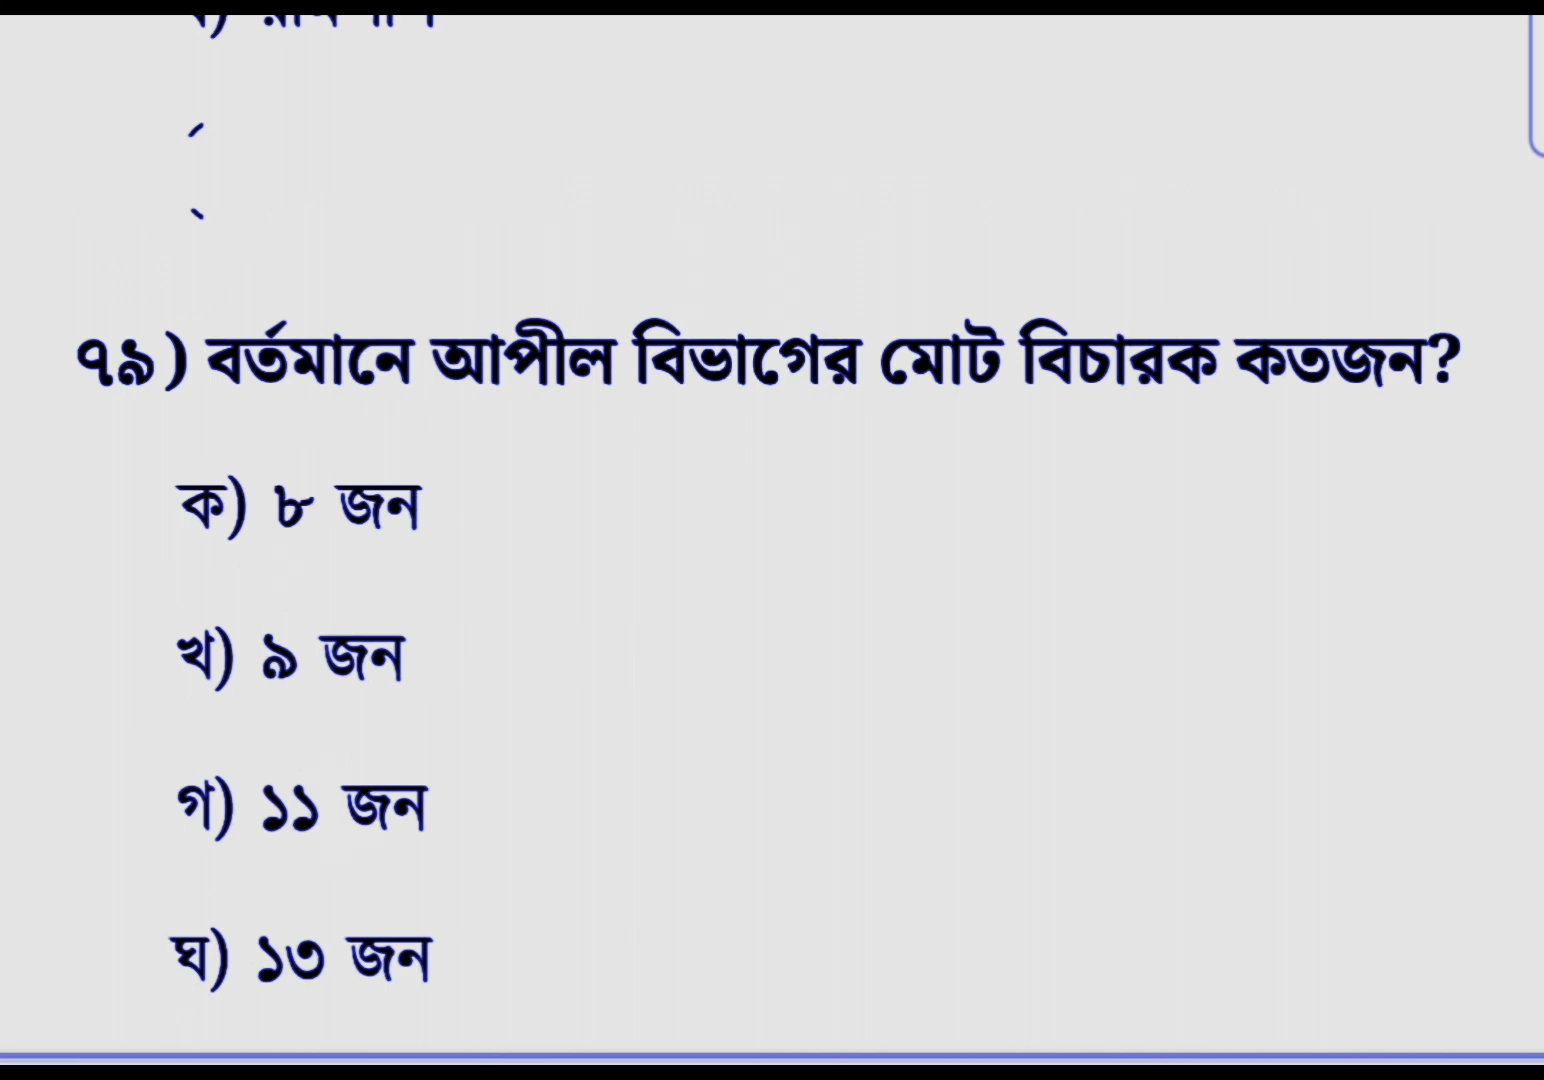 ৭৯) বর্তমানে আপীল বিভাগের মোট বিচারক কতজন?
ক) ৮ জন
খ) ৯ জন
গ) ১১ জন
ঘ) ১৩ জন